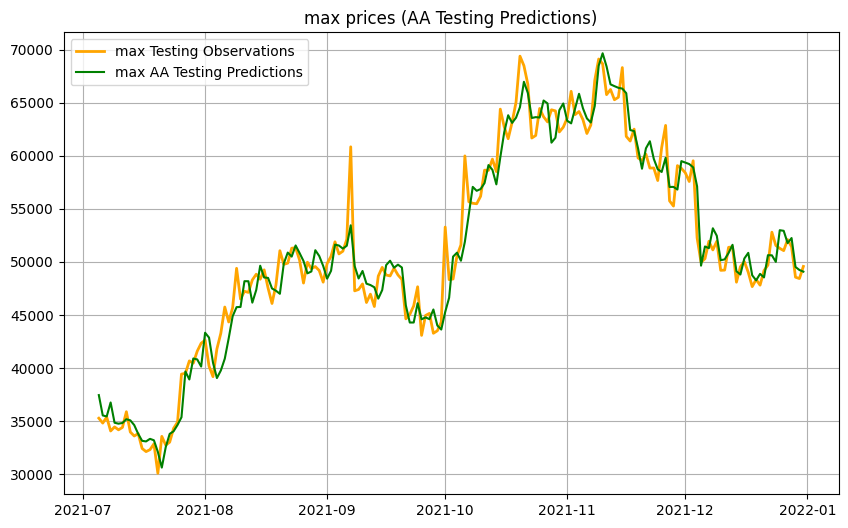 max prices (AA Testing Predictions)
max Testing Observations
max AA Testing Predictions
70000
65000
60000
55000
50000
45000
40000
35000
30000
2021-07 2021-08 2021-09 2021-10 2021-11 2021-12 2022-01